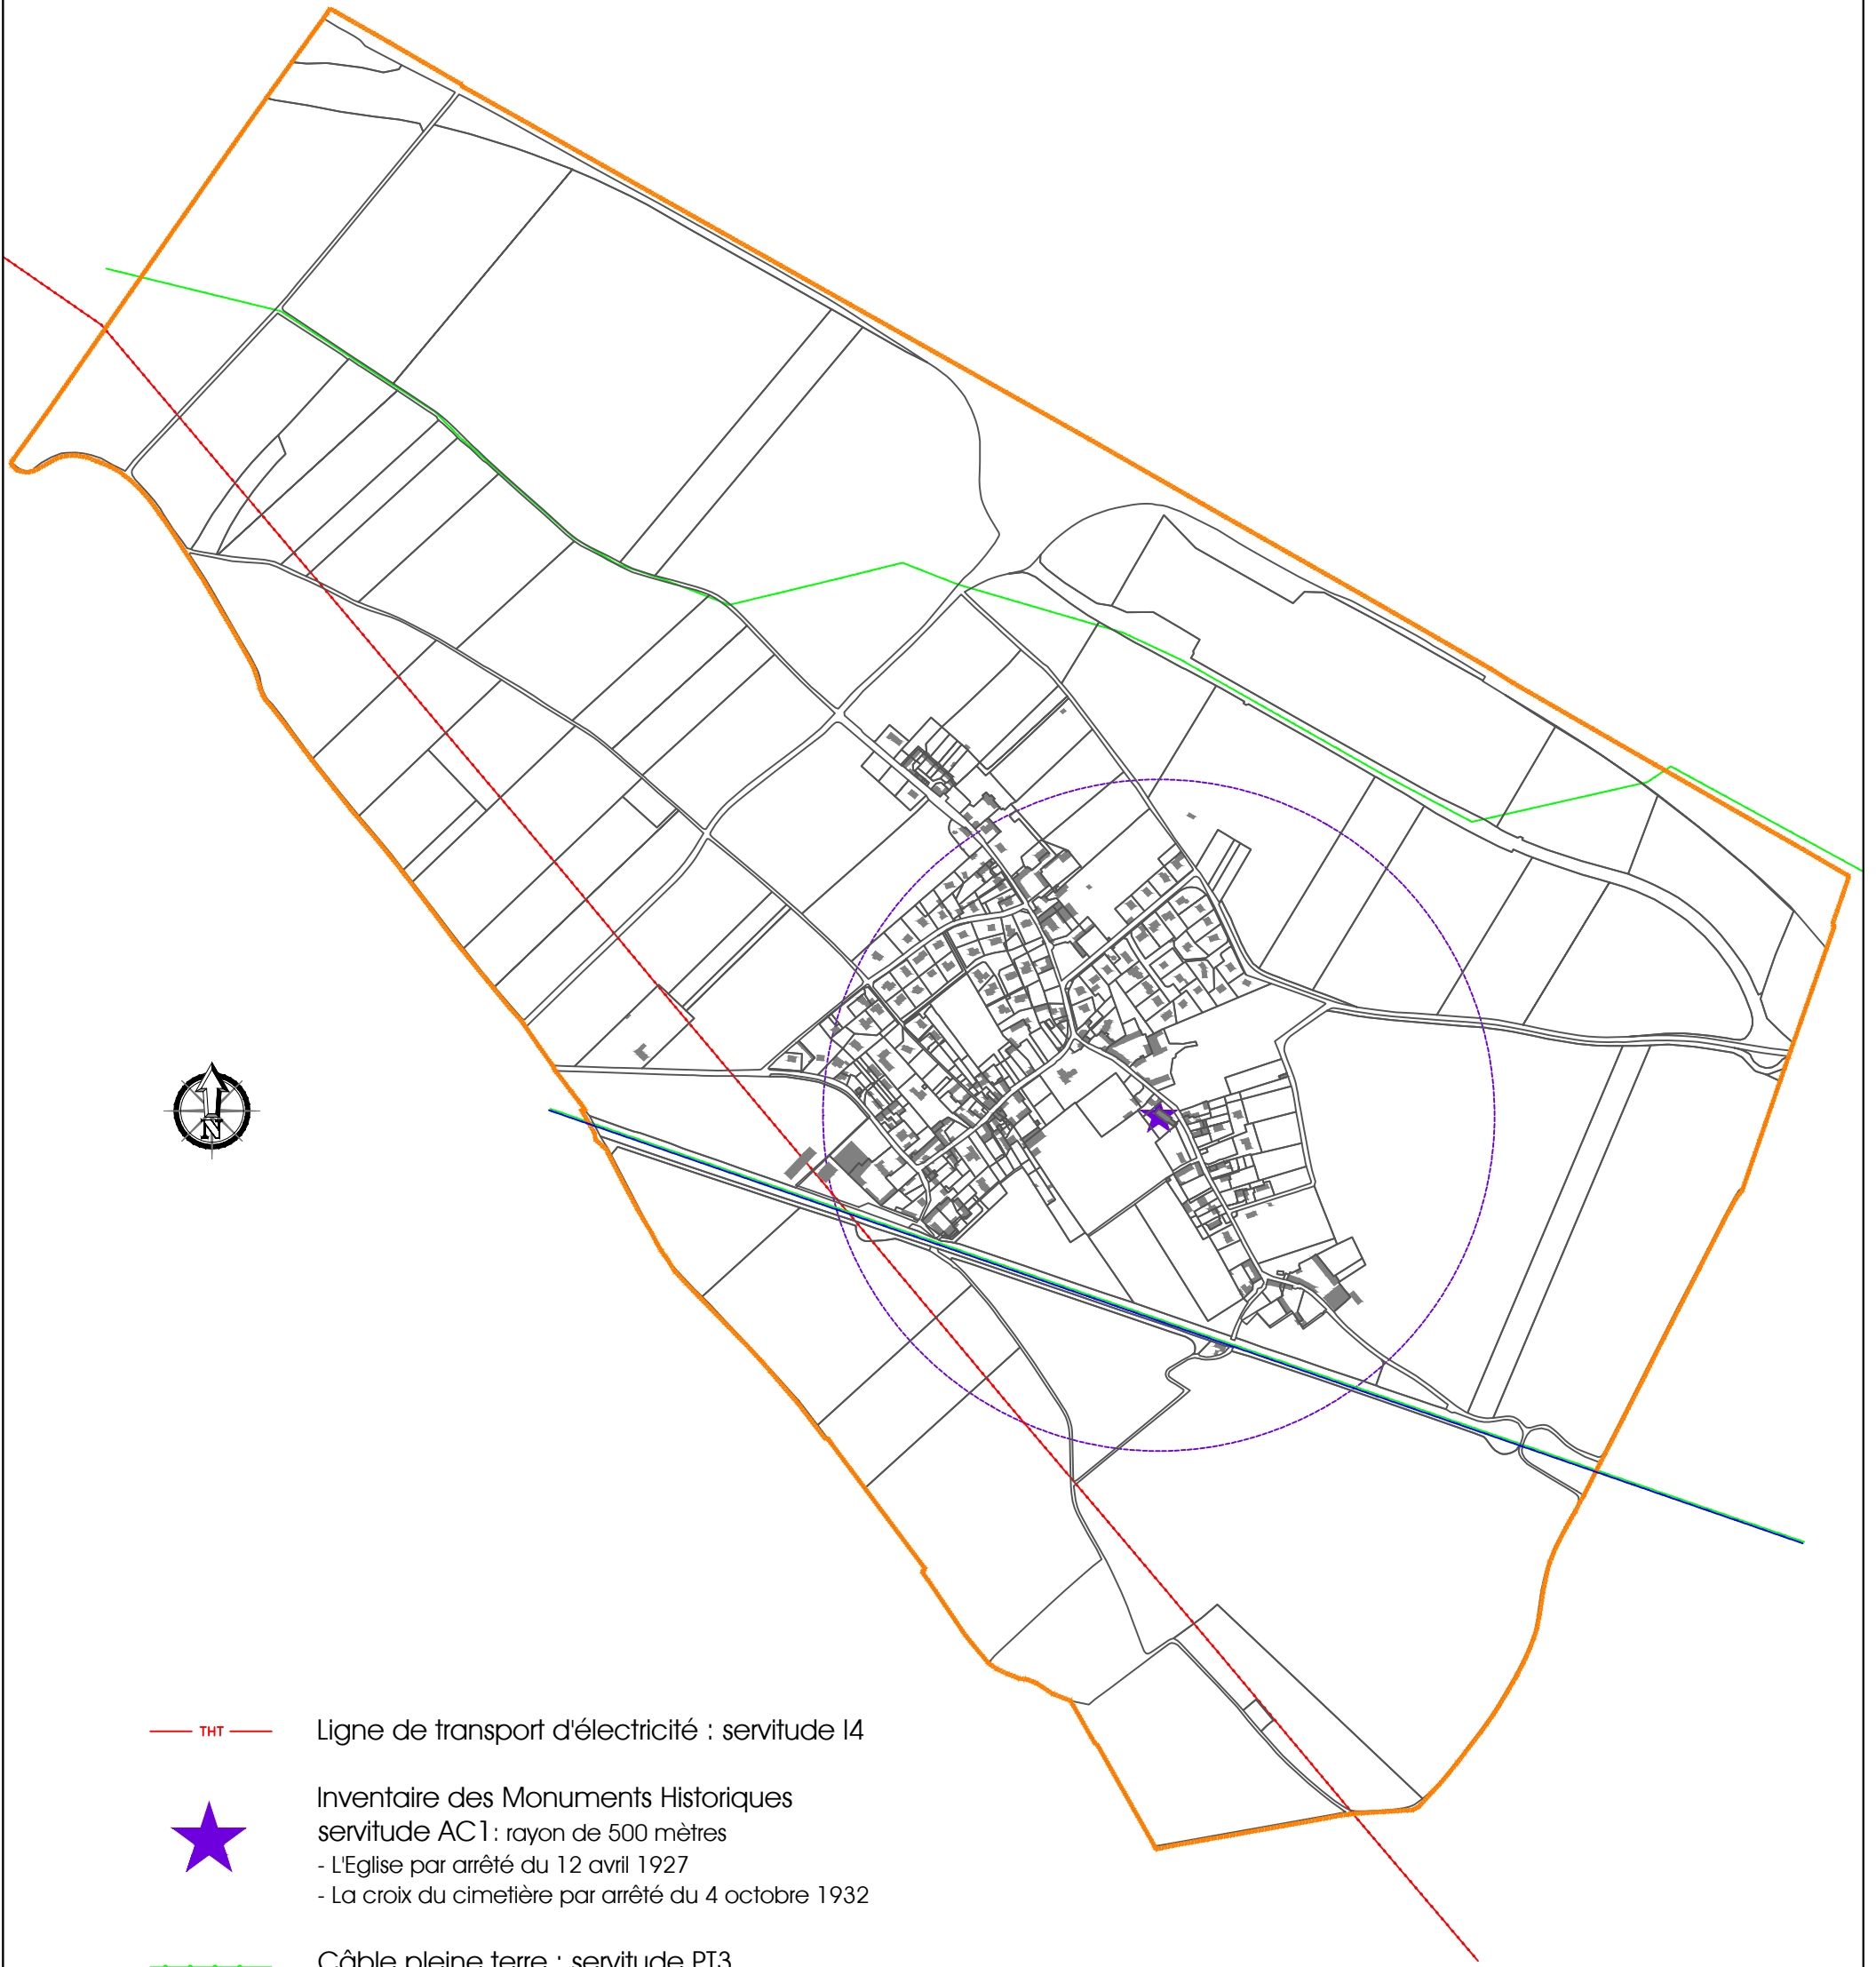 N
THT
Ligne de transport d'électricité : servitude I4
Inventaire des Monuments Historiques
servitude AC1: rayon de 500 mètres
- L'Eglise par arrêté du 12 avril 1927
- La croix du cimetière par arrêté du 4 octobre 1932
Câble pleine terre : servitude PT3